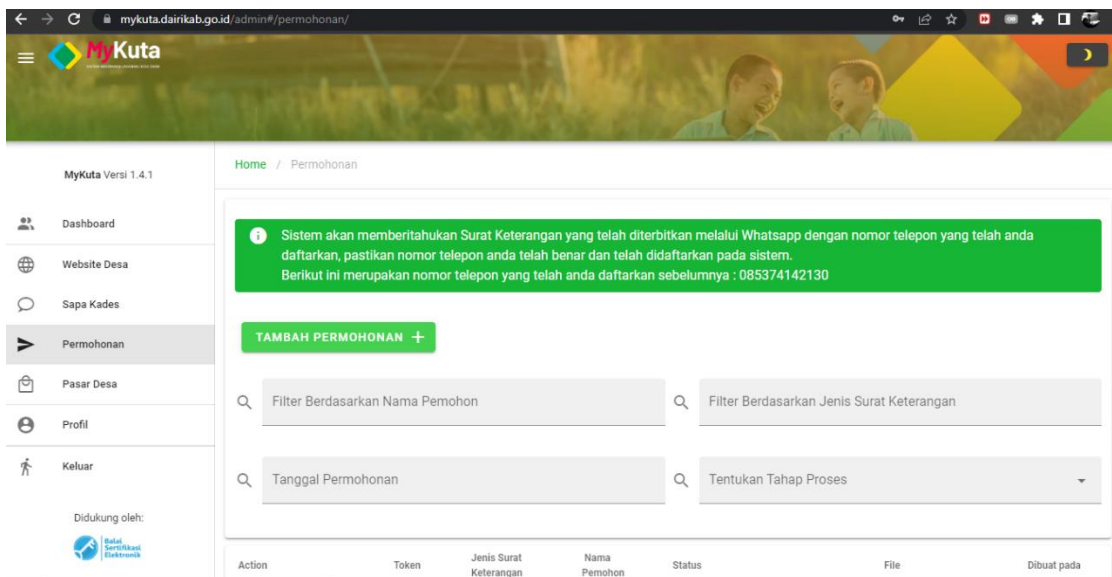 mykuta.dairikab.go.id/admin#/permohonan/
MyKuta
MyKuta Versi 1.4.1
Dashboard
Website Desa
Sapa Kades
Permohonan
Pasar Desa
Profil
Keluar
Didukung oleh:
Balai
Sertifikasi
Elektronik
Home / Permohonan
Sistem akan memberitahukan Surat Keterangan yang telah diterbitkan melalui Whatsapp dengan nomor telepon yang telah anda
daftarkan, pastikan nomor telepon anda telah benar dan telah didaftarkan pada sistem.
Berikut ini merupakan nomor telepon yang telah anda daftarkan sebelumnya : 085374142130
TAMBAH PERMOHONAN +
Filter Berdasarkan Nama Pemohon
Filter Berdasarkan Jenis Surat Keterangan
Tanggal Permohonan
Tentukan Tahap Proses
Action
Token
Jenis Surat
Keterangan
Nama
Pemohon
Status
File
Dibuat pada